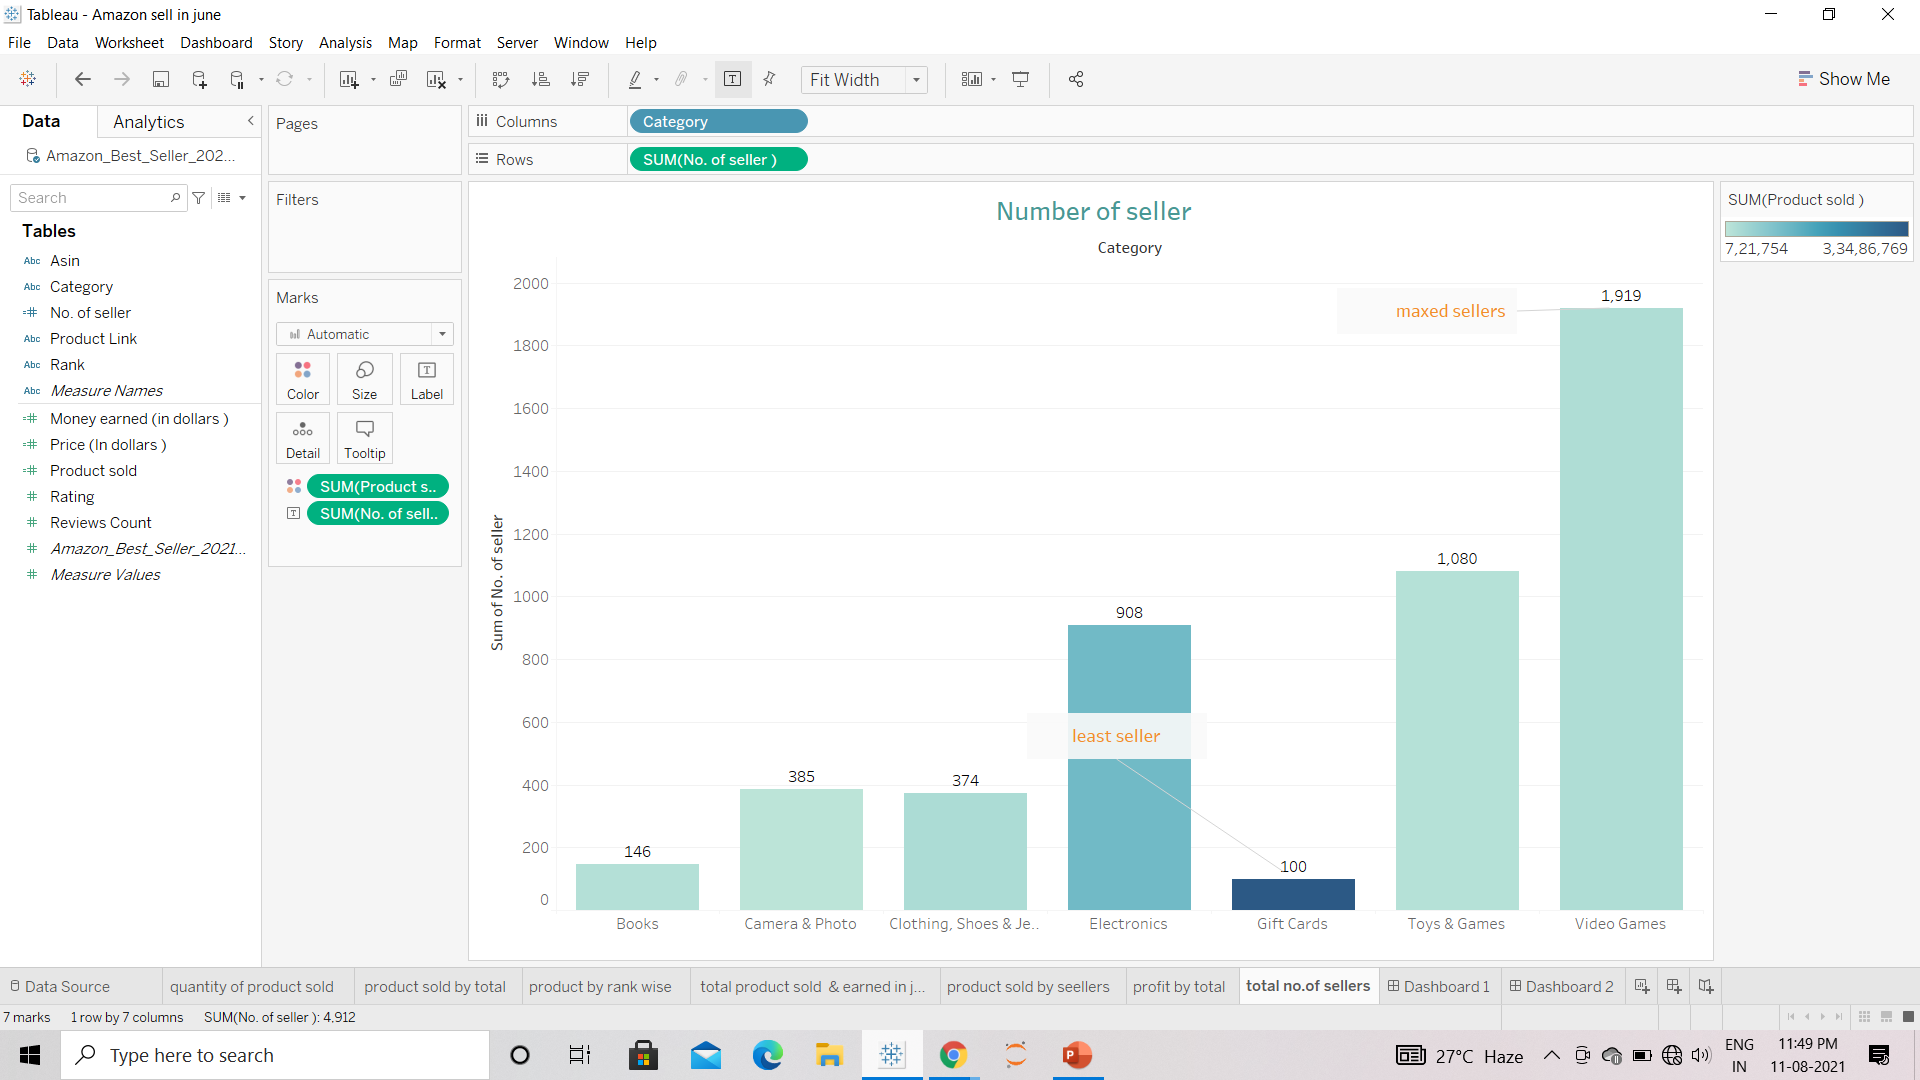 Tableau - Amazon sell in june
File Data Worksheet Dashboard Story Analysis Map Format Server Window Help
Fit Width
Show Me
Data Analytics
Amazon_Best_Seller_202...
Search
Tables
Abc Asin
Abc Category
No. of seller
Abc Product Link
Abc Rank
Abc Measure Names
Money earned (in dollars )
Price (In dollars )
Product sold
Rating
Reviews Count
Amazon_Best_Seller_2021...
Measure Values
Pages
Filters
Marks
Automatic
Color Size Label
Detail Tooltip
SUM(Product s..
SUM(No. of sell..
Columns Category
Rows SUM(No. of seller )
Number of seller
Category
Sum of No. of seller
2000
1800
1600
1400
1200
1000
800
600
400
200
0
maxed sellers
1,919
1,080
908
least seller
385
374
146
100
Books Camera & Photo Clothing, Shoes & Je.. Electronics Gift Cards Toys & Games Video Games
SUM(Product sold )
7,21,754 3,34,86,769
Data Source quantity of product sold product sold by total product by rank wise total product sold & earned in j... product sold by seellers profit by total total no.of sellers Dashboard 1 Dashboard 2
7 marks 1 row by 7 columns SUM(No. of seller ): 4,912
Type here to search
27°C Haze
ENG
IN
11:49 PM
11-08-2021